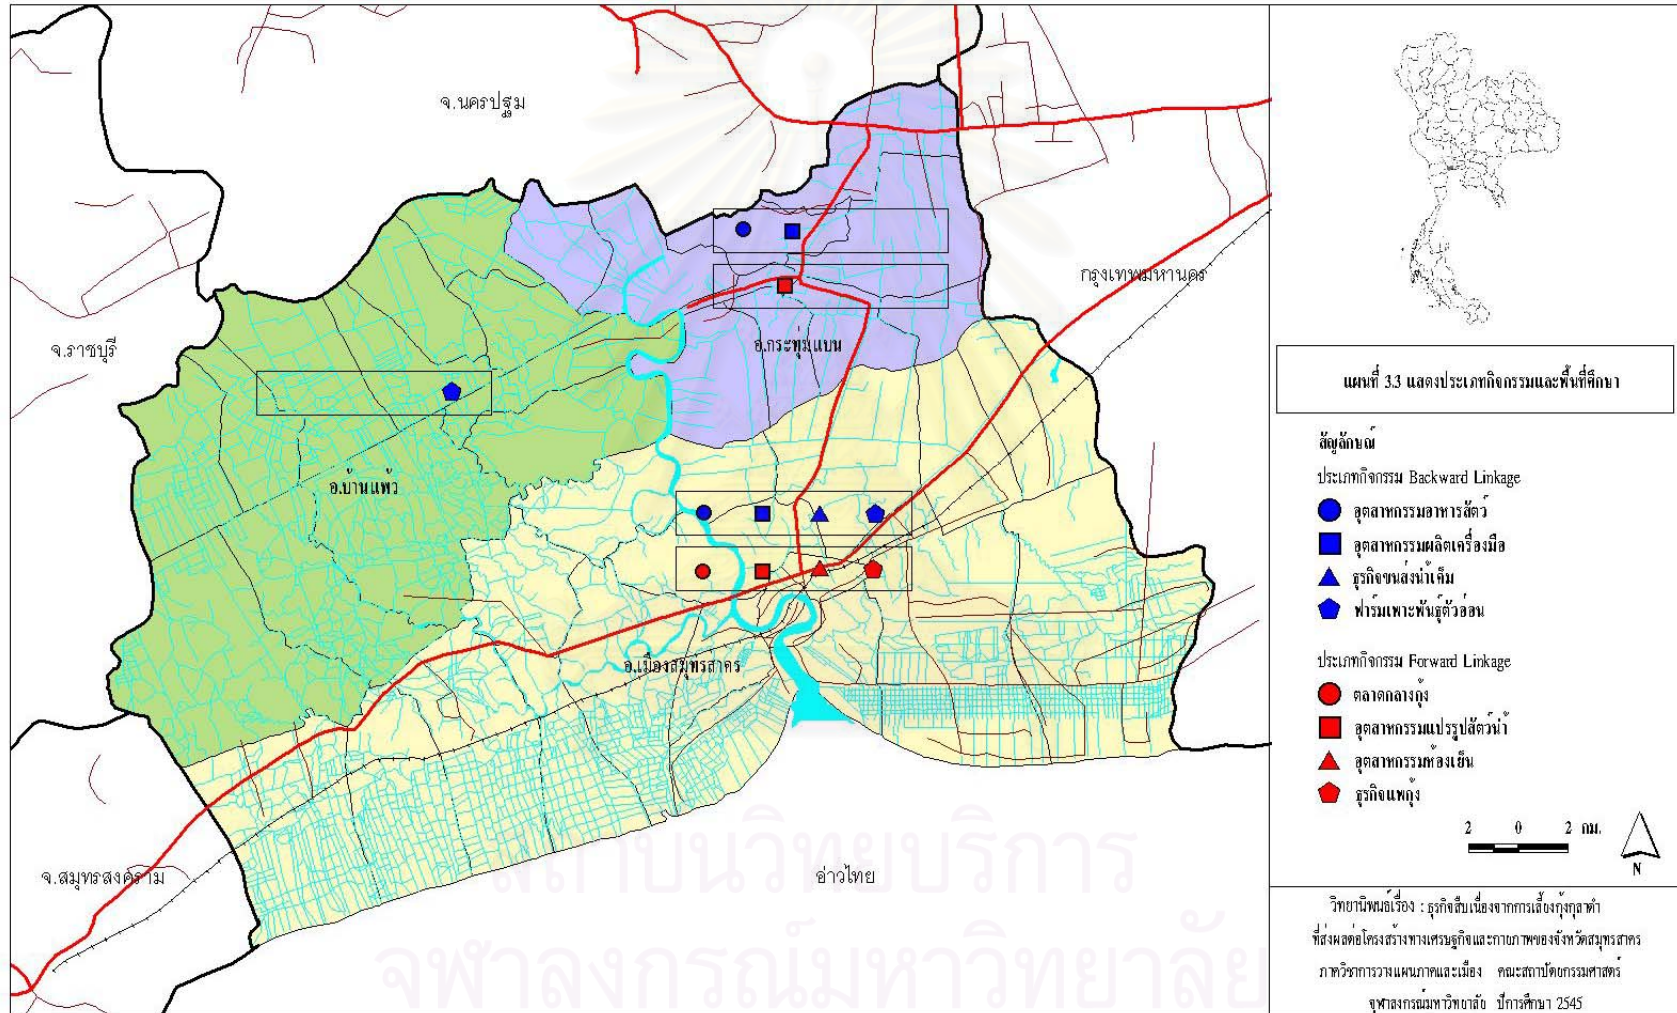 จ.นครปฐม
กรุงเทพมหานคร
จ.ราชบุรี
อ.กระทุ่มแบน
อ.บ้านแพ้ว
อ.เมืองสมุทรสาคร
จ.สมุทรสงคราม
อ่าวไทย
สถาบันวิทยบริการ
จุฬาลงกรณ์มหาวิทยาลัย
แผนที่ 3.3 แสดงประเภทกิจกรรมและพื้นที่ศึกษา
สัญลักษณ์
ประเภทกิจกรรม Backward Linkage
อุตสาหกรรมอาหารสัตว์
อุตสาหกรรมผลิตเครื่องมือ
ธุรกิจขนส่งน้ำเค็ม
ฟาร์มเพาะพันธุ์ตัวอ่อน
ประเภทกิจกรรม Forward Linkage
ตลาดกลางกุ้ง
อุตสาหกรรมแปรรูปสัตว์น้ำ
อุตสาหกรรมห้องเย็น
ธุรกิจแพกุ้ง
2 0 2 กม.
N
วิทยานิพนธ์เรื่อง : ธุรกิจสืบเนื่องจากการเลี้ยงกุ้งกุลาดำ
ที่ส่งผลต่อโครงสร้างทางเศรษฐกิจและกายภาพของจังหวัดสมุทรสาคร
ภาควิชาการวางแผนภาคและเมือง คณะสถาปัตยกรรมศาสตร์
จุฬาลงกรณ์มหาวิทยาลัย ปีการศึกษา 2545